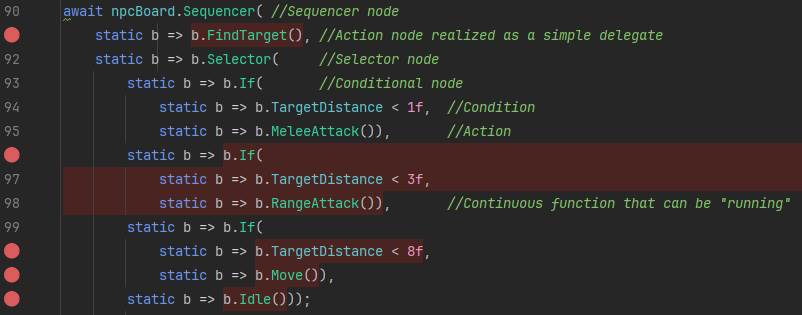 90 await npcBoard.Sequencer( //Sequencer node
static b => b.FindTarget(), //Action node realized as a simple delegate
92 static b => b.Selector( //Selector node
93 static b => b.If( //Conditional node
94 static b => b.TargetDistance < 1f, //Condition
95 static b => b.MeleeAttack()), //Action
static b => b.If(
97 static b => b.TargetDistance < 3f,
98 static b => b.RangeAttack()), //Continuous function that can be "running"
99 static b => b.If(
static b => b.TargetDistance < 8f,
static b => b.Move()),
static b => b.Idle()));